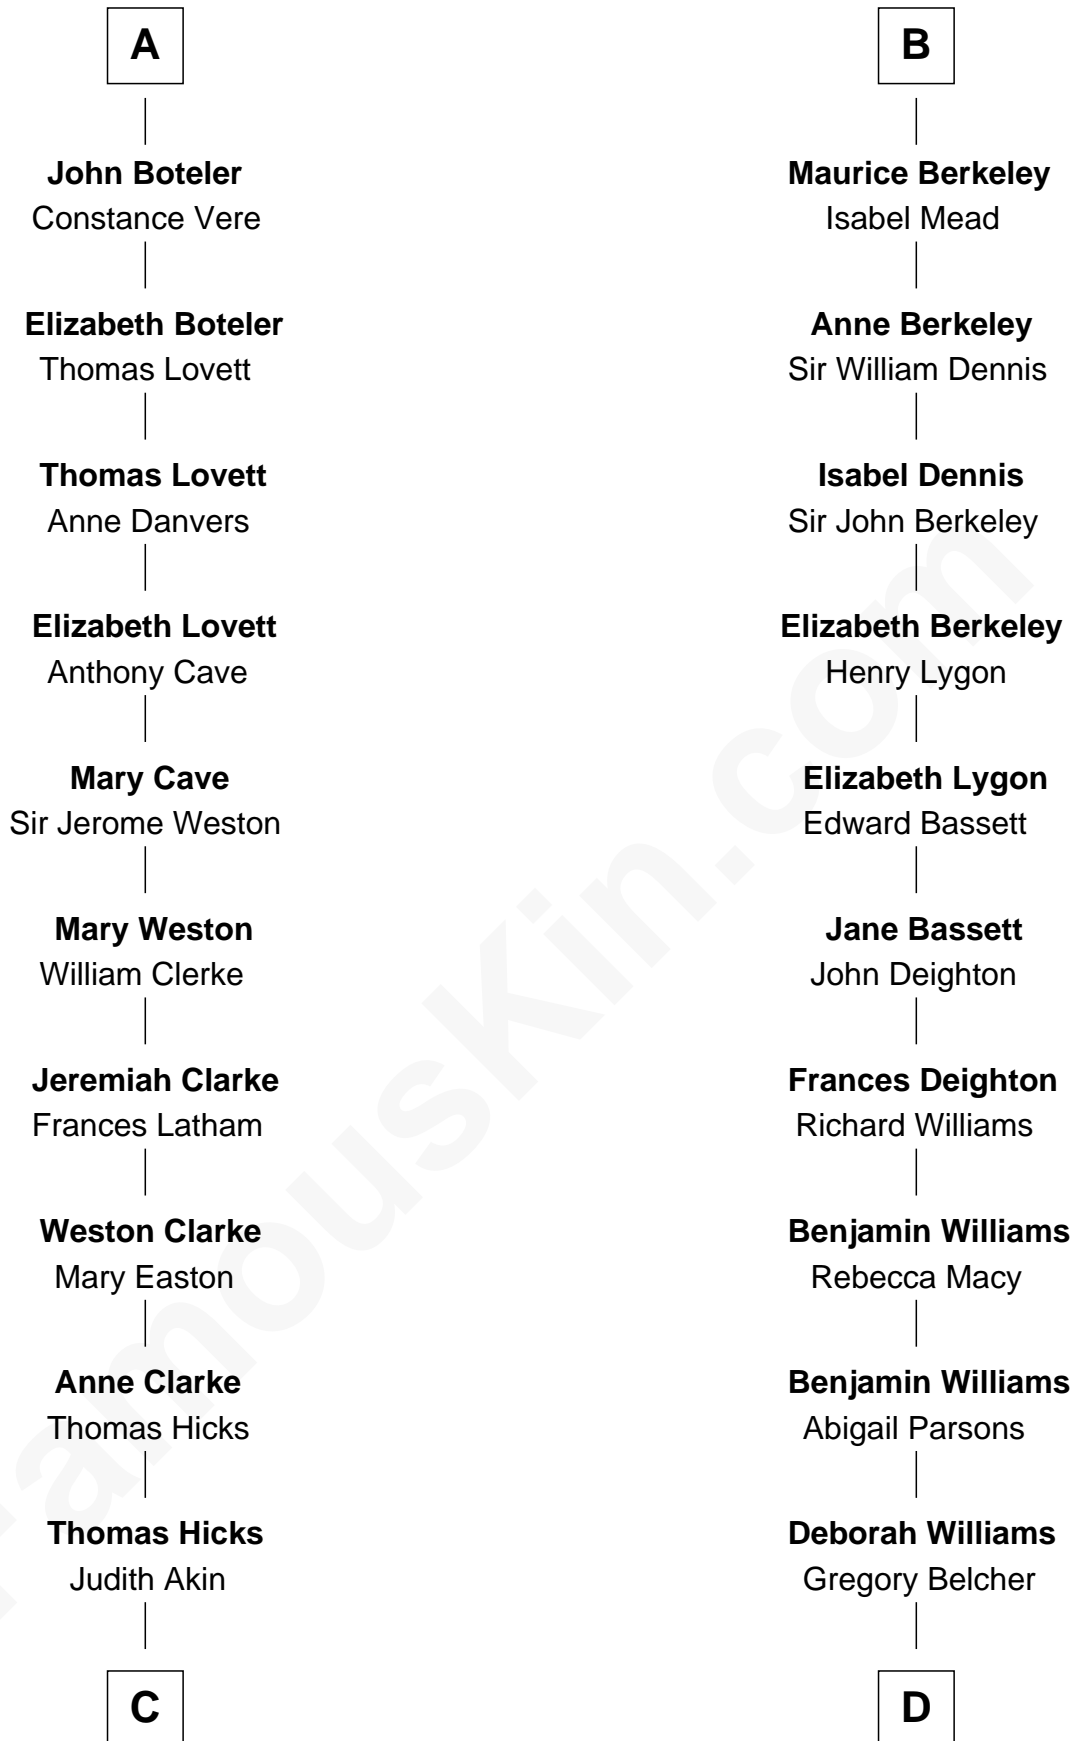 A
John Boteler
Constance Vere
Elizabeth Boteler
Thomas Lovett
Thomas Lovett
Anne Danvers
Elizabeth Lovett
Anthony Cave
Mary Cave
Sir Jerome Weston
Mary Weston
William Clerke
Jeremiah Clarke
Frances Latham
Weston Clarke
Mary Easton
Anne Clarke
Thomas Hicks
Thomas Hicks
Judith Akin
C
B
Maurice Berkeley
Isabel Mead
Anne Berkeley
Sir William Dennis
Isabel Dennis
Sir John Berkeley
Elizabeth Berkeley
Henry Lygon
Elizabeth Lygon
Edward Bassett
Jane Bassett
John Deighton
Frances Deighton
Richard Williams
Benjamin Williams
Rebecca Macy
Benjamin Williams
Abigail Parsons
Deborah Williams
Gregory Belcher
D
FamousKin.com